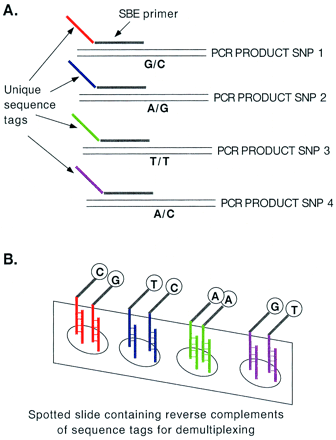 A.
SBE primer
PCR PRODUCT SNP 1
G/C
Unique
sequence
tags
PCR PRODUCT SNP 2
A/G
PCR PRODUCT SNP 3
T/T
PCR PRODUCT SNP 4
A/C
B.
C G T C A A G T
Spotted slide containing reverse complements
of sequence tags for demultiplexing